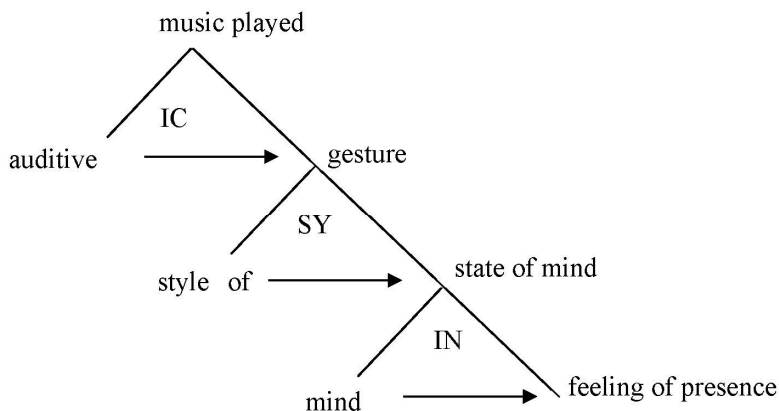 music played
IC
auditive
gesture
SY
style of
state of mind
IN
mind
feeling of presence